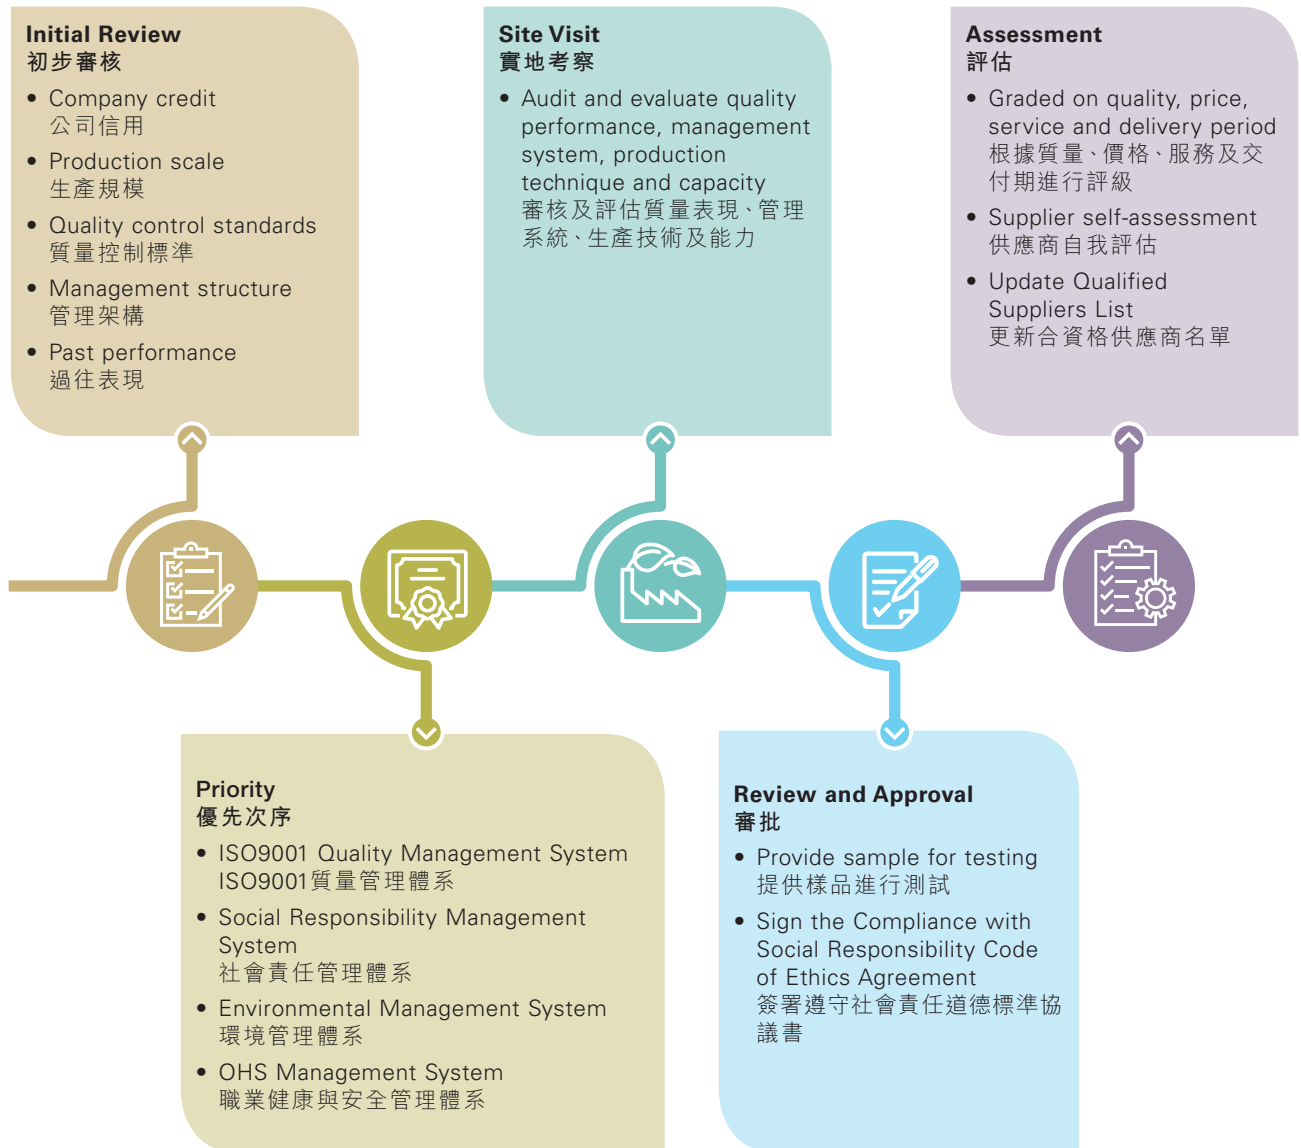 Initial Review
初步審核
• Company credit
公司信用
• Production scale
生產規模
• Quality control standards
質量控制標準
• Management structure
管理架構
• Past performance
過往表現
Site Visit
實地考察
• Audit and evaluate quality
performance, management
system, production
technique and capacity
審核及評估質量表現、管理
系統、生產技術及能力
Assessment
評估
• Graded on quality, price,
service and delivery period
根據質量、價格、服務及交
付期進行評級
• Supplier self-assessment
供應商自我評估
• Update Qualified
Suppliers List
更新合資格供應商名單
Priority
優先次序
• ISO9001 Quality Management System
ISO9001質量管理體系
• Social Responsibility Management
System
社會責任管理體系
• Environmental Management System
環境管理體系
• OHS Management System
職業健康與安全管理體系
Review and Approval
審批
• Provide sample for testing
提供樣品進行測試
• Sign the Compliance with
Social Responsibility Code
of Ethics Agreement
簽署遵守社會責任道德標準協
議書